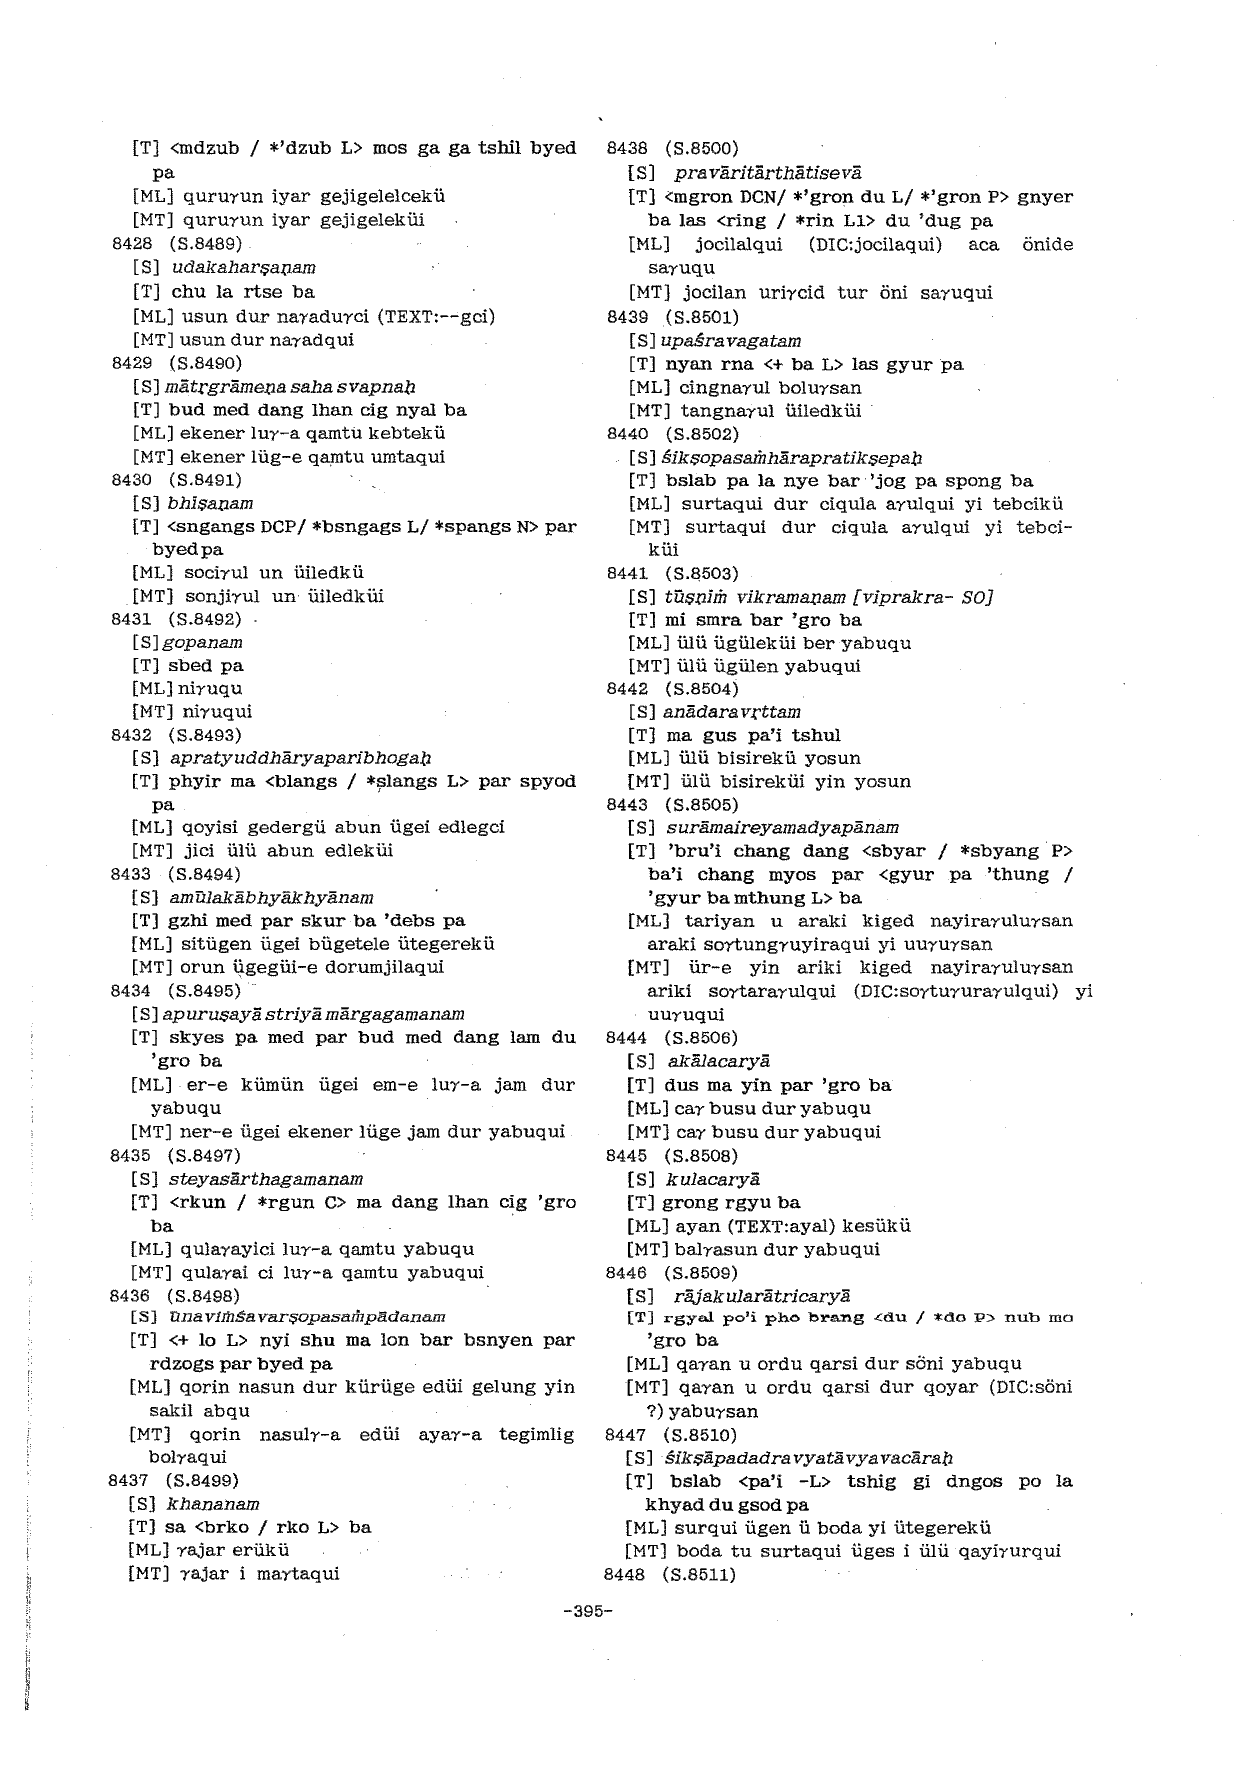 [T] <mdzub / *'dzub L> mos ga ga tshil byed
pa
[ML] quruγun iyar gejigelelcekü
[MT] quruγun iyar gejigeleküi
8428 (S.8489)
[S] udakaharṣaṇam
[T] chu la rtse ba
[ML] usun dur naγaduγci (TEXT:--gci)
[MT] usun dur naγadqui
8429 (S.8490)
[S] mātṛgrāmeṇa saha svapnaḥ
[T] bud med dang lhan cig nyal ba
[ML] ekener luγ-a qamtu kebtekü
[MT] ekener lüg-e qamtu umtaqui
8430 (S.8491)
[S] bhiṣaṇam
[T] <sngangs DCP/ *bsngags L/ *spangs N> par
byed pa
[ML] sociγul un üiledkü
[MT] sonjiγul un üiledküi
8431 (S.8492)
[S] gopanam
[T] sbed pa
[ML] niγuqu
[MT] niγuqui
8432 (S.8493)
[S] apratyuddhāryaparibhogaḥ
[T] phyir ma <blangs / *slangs L> par spyod
pa
[ML] qoyisi gedergü abun ügei edlegci
[MT] jici ülü abun edleküi
8433 (S.8494)
[S] amūlakābhyākhyānam
[T] gzhi med par skur ba 'debs pa
[ML] sitügen ügei bügetele ütegerekü
[MT] orun ügegüi-e dorumjilaqui
8434 (S.8495)
[S] apuruṣayā striyā mārgagamanam
[T] skyes pa med par bud med dang lam du
'gro ba
[ML] er-e kümün ügei em-e luγ-a jam dur
yabuqu
[MT] ner-e ügei ekener lüge jam dur yabuqui
8435 (S.8497)
[S] steyasārthagamanam
[T] <rkun / *rgun C> ma dang lhan cig 'gro
ba
[ML] qulaγayici luγ-a qamtu yabuqu
[MT] qulaγai ci luγ-a qamtu yabuqui
8436 (S.8498)
[S] ūnaviṁśavarṣopasaṁpādanam
[T] <+ lo L> nyi shu ma lon bar bsnyen par
rdzogs par byed pa
[ML] qorin nasun dur kürüge edüi gelung yin
sakil abqu
[MT] qorin nasulγ-a edüi ayaγ-a tegimlig
bolγaqui
8437 (S.8499)
[S] khananam
[T] sa <brko / rko L> ba
[ML] γajar erükü
[MT] γajar i maγtaqui
8438 (S.8500)
[S] pravāritārthātisevā
[T] <mgron DCN/ *'gron du L/ *'gron P> gnyer
ba las <ring / *rin L1> du 'dug pa
[ML] jocilalqui (DIC:jocilaqui) aca önide
saγuqu
[MT] jocilan uriγcid tur öni saγuqui
8439 (S.8501)
[S] upaśravagatam
[T] nyan rna <+ ba L> las gyur pa
[ML] cingnaγul boluγsan
[MT] tangnaγul üiledküi
8440 (S.8502)
[S] śikṣopasaṁhārapratikṣepaḥ
[T] bslab pa la nye bar 'jog pa spong ba
[ML] surtaqui dur ciqula aγulqui yi tebcikü
[MT] surtaqui dur ciqula aγulqui yi tebci-
küi
8441 (S.8503)
[S] tūṣṇiṁ vikramaṇam [viprakra- SO]
[T] mi smra bar 'gro ba
[ML] ülü ügüleküi ber yabuqu
[MT] ülü ügülen yabuqui
8442 (S.8504)
[S] anādaravṛttam
[T] ma gus pa'i tshul
[ML] ülü bisirekü yosun
[MT] ülü bisireküi yin yosun
8443 (S.8505)
[S] surāmaireyamadyapānam
[T] 'bru'i chang dang <sbyar / *sbyang P>
ba'i chang myos par <gyur pa 'thung /
'gyur ba mthung L> ba
[ML] tariyan u araki kiged nayiraγuluγsan
araki soγtungγuyiraqui yi uuγuγsan
[MT] ür-e yin ariki kiged nayiraγuluγsan
ariki soγtaraγulqui (DIC:soγtuγuraγulqui) yi
uuγuqui
8444 (S.8506)
[S] akālacaryā
[T] dus ma yin par 'gro ba
[ML] caγ busu dur yabuqu
[MT] caγ busu dur yabuqui
8445 (S.8508)
[S] kulacaryā
[T] grong rgyu ba
[ML] ayan (TEXT:ayal) kesükü
[MT] balγasun dur yabuqui
8446 (S.8509)
[S] rājakularātricaryā
[T] rgyal po'i pho brang <du / *do P> nub mo
'gro ba
[ML] qaγan u ordu qarsi dur söni yabuqu
[MT] qaγan u ordu qarsi dur qoyar (DIC:söni
?) yabuγsan
8447 (S.8510)
[S] śikṣāpadadravyatāvyavacāraḥ
[T] bslab <pa'i -L> tshig gi dngos po la
khyad du gsod pa
[ML] surqui ügen ü boda yi ütegerekü
[MT] boda tu surtaqui üges i ülü qayiγurqui
8448 (S.8511)
-395-